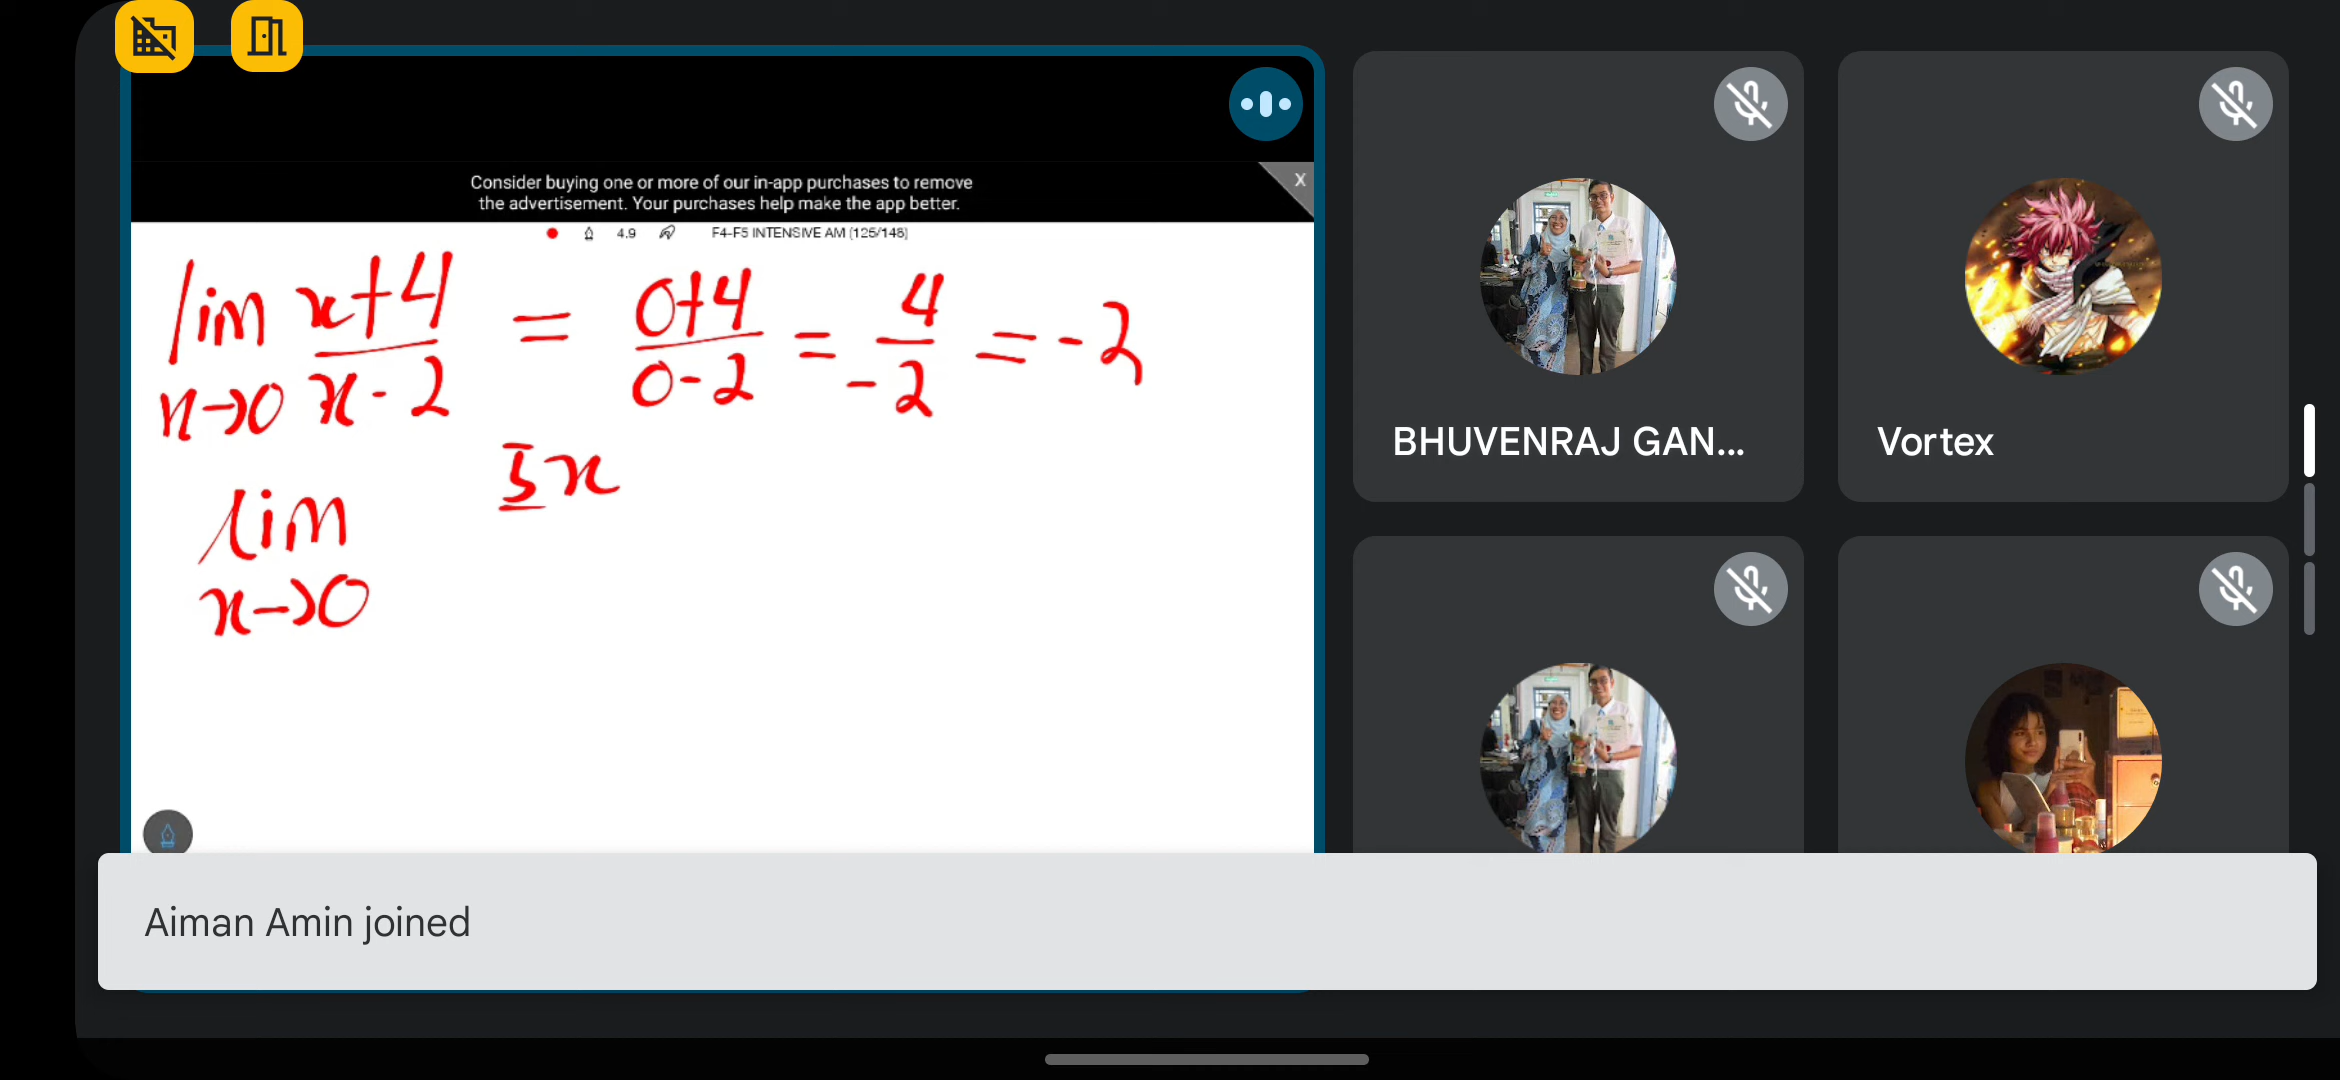 Consider buying one or more of our in-app purchases to remove
the advertisement. Your purchases help make the app better.
X
4.9 F4-F5 INTENSIVE AM (125/148)
lim x+4/x-2 = 0+4/0-2 = 4/-2 = -2
x→0
x
lim
x→0
BHUVENRAJ GAN...
Vortex
Aiman Amin joined